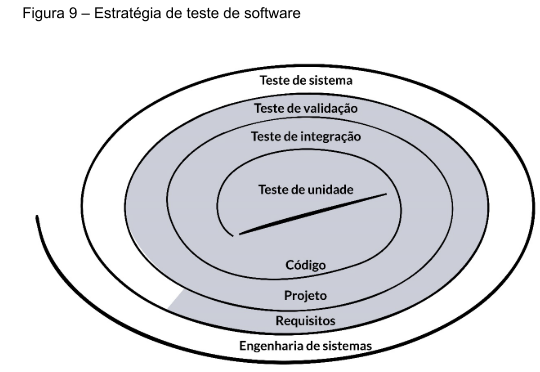 Figura 9 – Estratégia de teste de software
Teste de sistema
Teste de validação
Teste de integração
Teste de unidade
Código
Projeto
Requisitos
Engenharia de sistemas